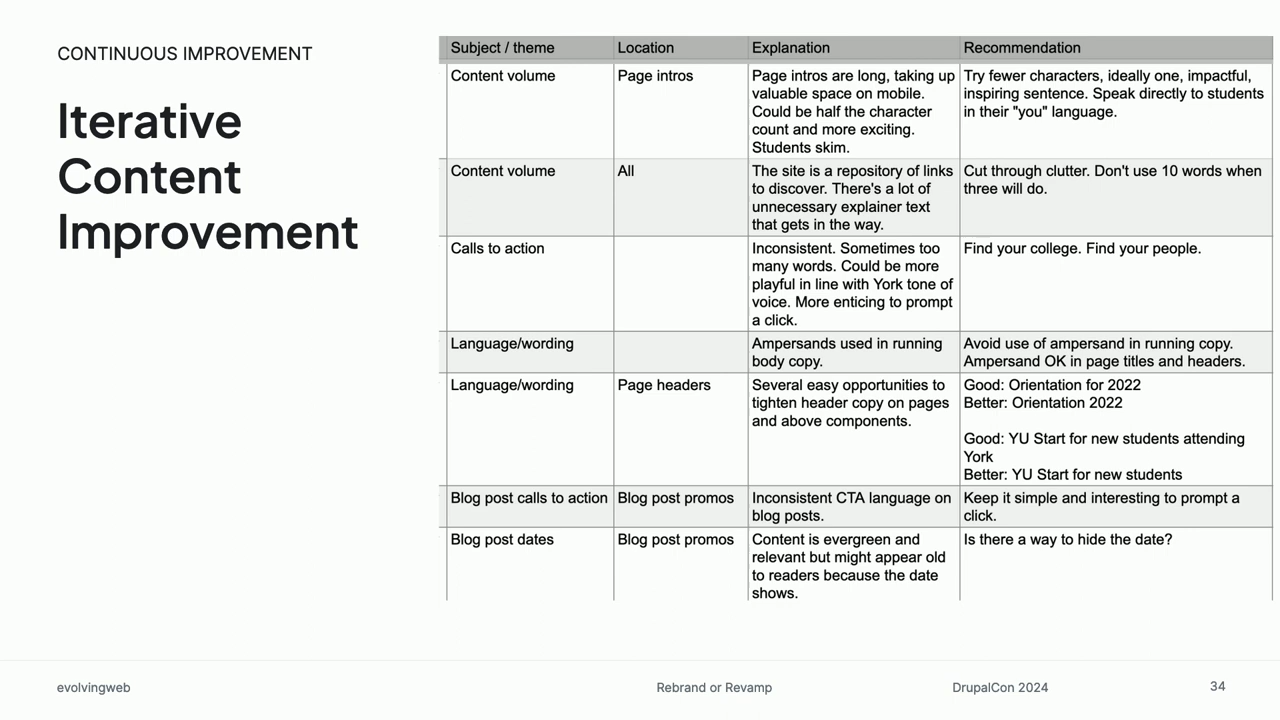 CONTINUOUS IMPROVEMENT
Iterative
Content
Improvement
Subject / theme
Location
Explanation
Recommendation
Content volume
Page intros
Page intros are long, taking up
valuable space on mobile.
Could be half the character
count and more exciting.
Students skim.
Try fewer characters, ideally one, impactful,
inspiring sentence. Speak directly to students
in their "you" language.
Content volume
All
The site is a repository of links
to discover. There's a lot of
unnecessary explainer text
that gets in the way.
Cut through clutter. Don't use 10 words when
three will do.
Calls to action
Inconsistent. Sometimes too
many words. Could be more
playful in line with York tone of
voice. More enticing to prompt
a click.
Find your college. Find your people.
Language/wording
Ampersands used in running
body copy.
Avoid use of ampersand in running copy.
Ampersand OK in page titles and headers.
Language/wording
Page headers
Several easy opportunities to
tighten header copy on pages
and above components.
Good: Orientation for 2022
Better: Orientation 2022
Good: YU Start for new students attending
York
Better: YU Start for new students
Blog post calls to action
Blog post promos
Inconsistent CTA language on
blog posts.
Keep it simple and interesting to prompt a
click.
Blog post dates
Blog post promos
Content is evergreen and
relevant but might appear old
to readers because the date
shows.
Is there a way to hide the date?
evolvingweb
Rebrand or Revamp
DrupalCon 2024
34